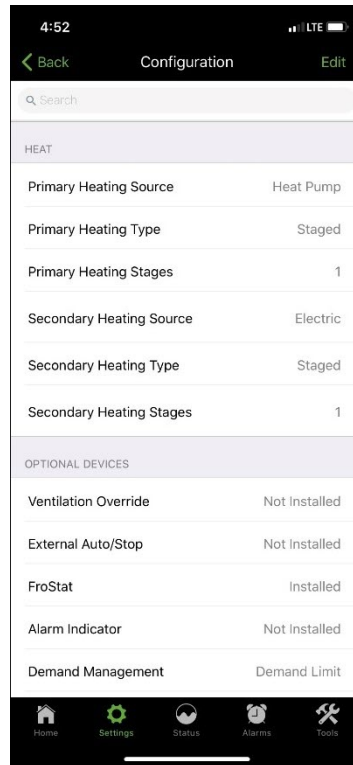 4:52
LTE
Back
Configuration
Edit
Search
HEAT
Primary Heating Source Heat Pump
Primary Heating Type Staged
Primary Heating Stages 1
Secondary Heating Source Electric
Secondary Heating Type Staged
Secondary Heating Stages 1
OPTIONAL DEVICES
Ventilation Override Not Installed
External Auto/Stop Not Installed
FroStat Installed
Alarm Indicator Not Installed
Demand Management Demand Limit
Home Settings Status Alarms Tools